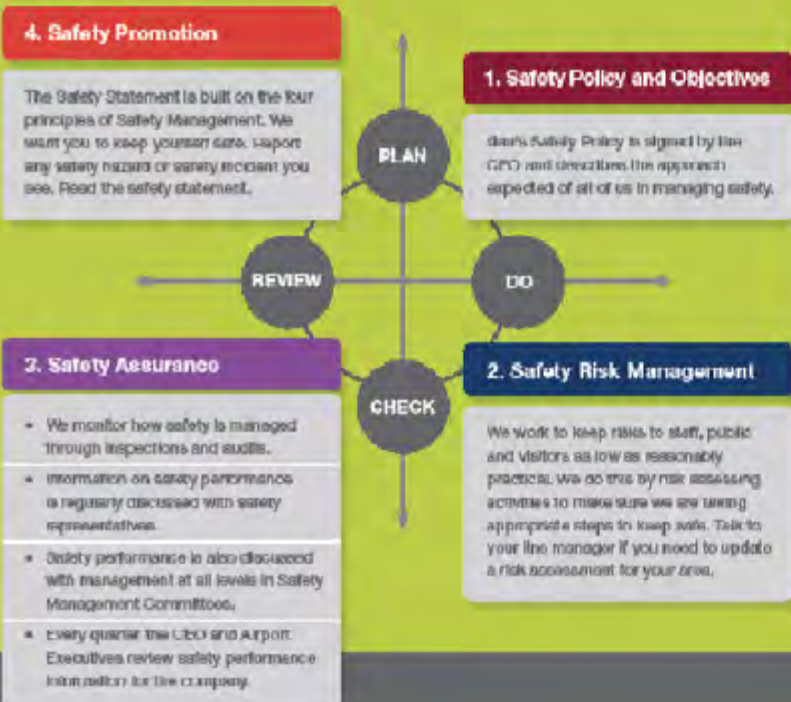 4. Safety Promotion
The Safety Statement is built on the four
principles of Safety Management. We
want you to keep yourself safe. Report
any safety hazard or safety incident you
see. Read the safety statement.
PLAN
1. Safety Policy and Objectives
Safety Policy is signed by the
CEO and describes the approach
expected of all of us in managing safety.
REVIEW
DO
3. Safety Assurance
• We monitor how safety is managed
through inspections and audits.
• Information on safety performance
is regularly discussed with safety
representatives.
• Safety performance is also discussed
with management at all levels in Safety
Management Committees.
• Every quarter the CEO and Airport
Executives review safety performance
information for the company.
CHECK
2. Safety Risk Management
We work to keep risks to staff, public
and visitors as low as reasonably
practical. We do this by risk assessing
activities to make sure we are taking
appropriate steps to keep safe. Talk to
your line manager if you need to update
a risk assessment for your area.